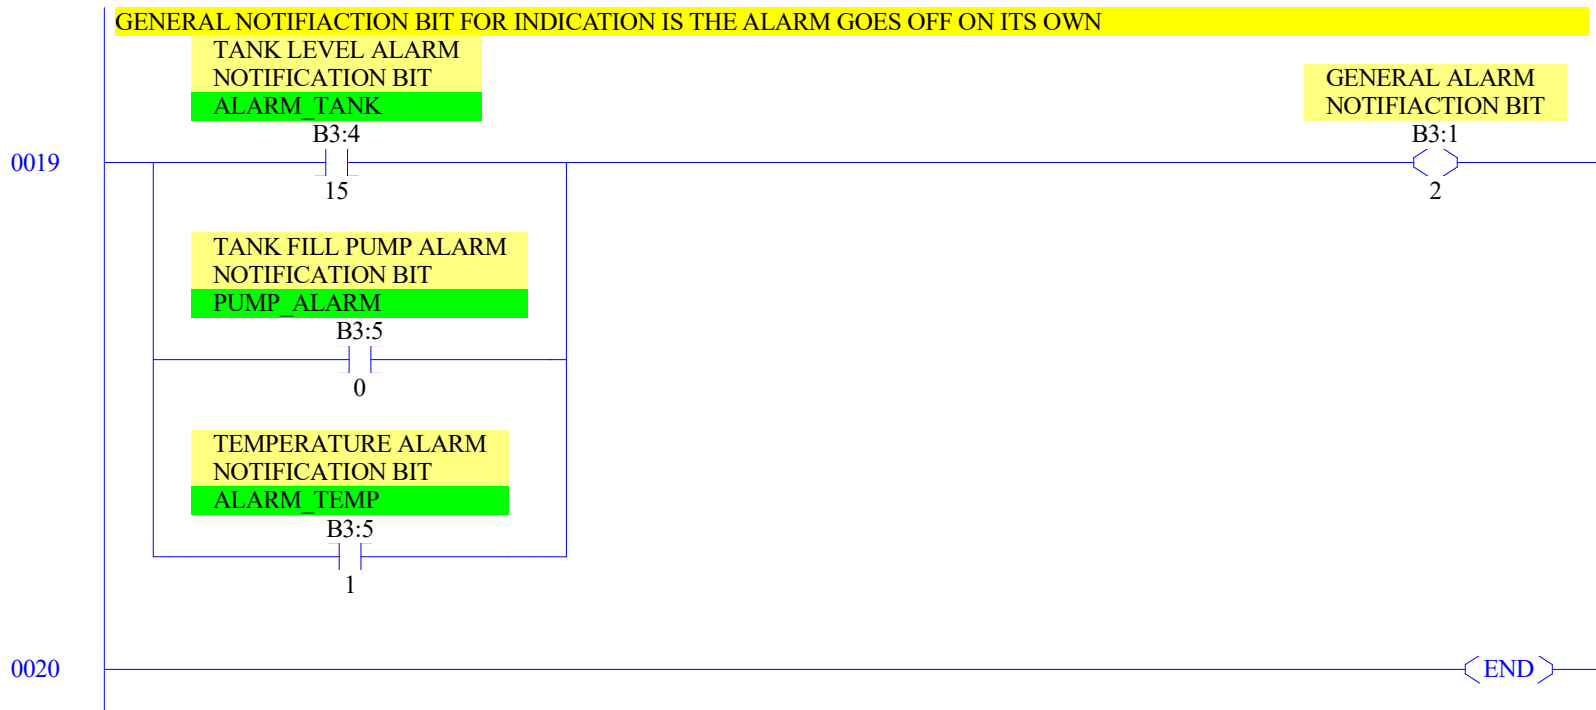 GENERAL NOTIFIACTION BIT FOR INDICATION IS THE ALARM GOES OFF ON ITS OWN
TANK LEVEL ALARM
NOTIFICATION BIT
ALARM_TANK
B3:4
15
GENERAL ALARM
NOTIFIACTION BIT
B3:1
2
0019
TANK FILL PUMP ALARM
NOTIFICATION BIT
PUMP_ALARM
B3:5
0
TEMPERATURE ALARM
NOTIFICATION BIT
ALARM_TEMP
B3:5
1
0020
END